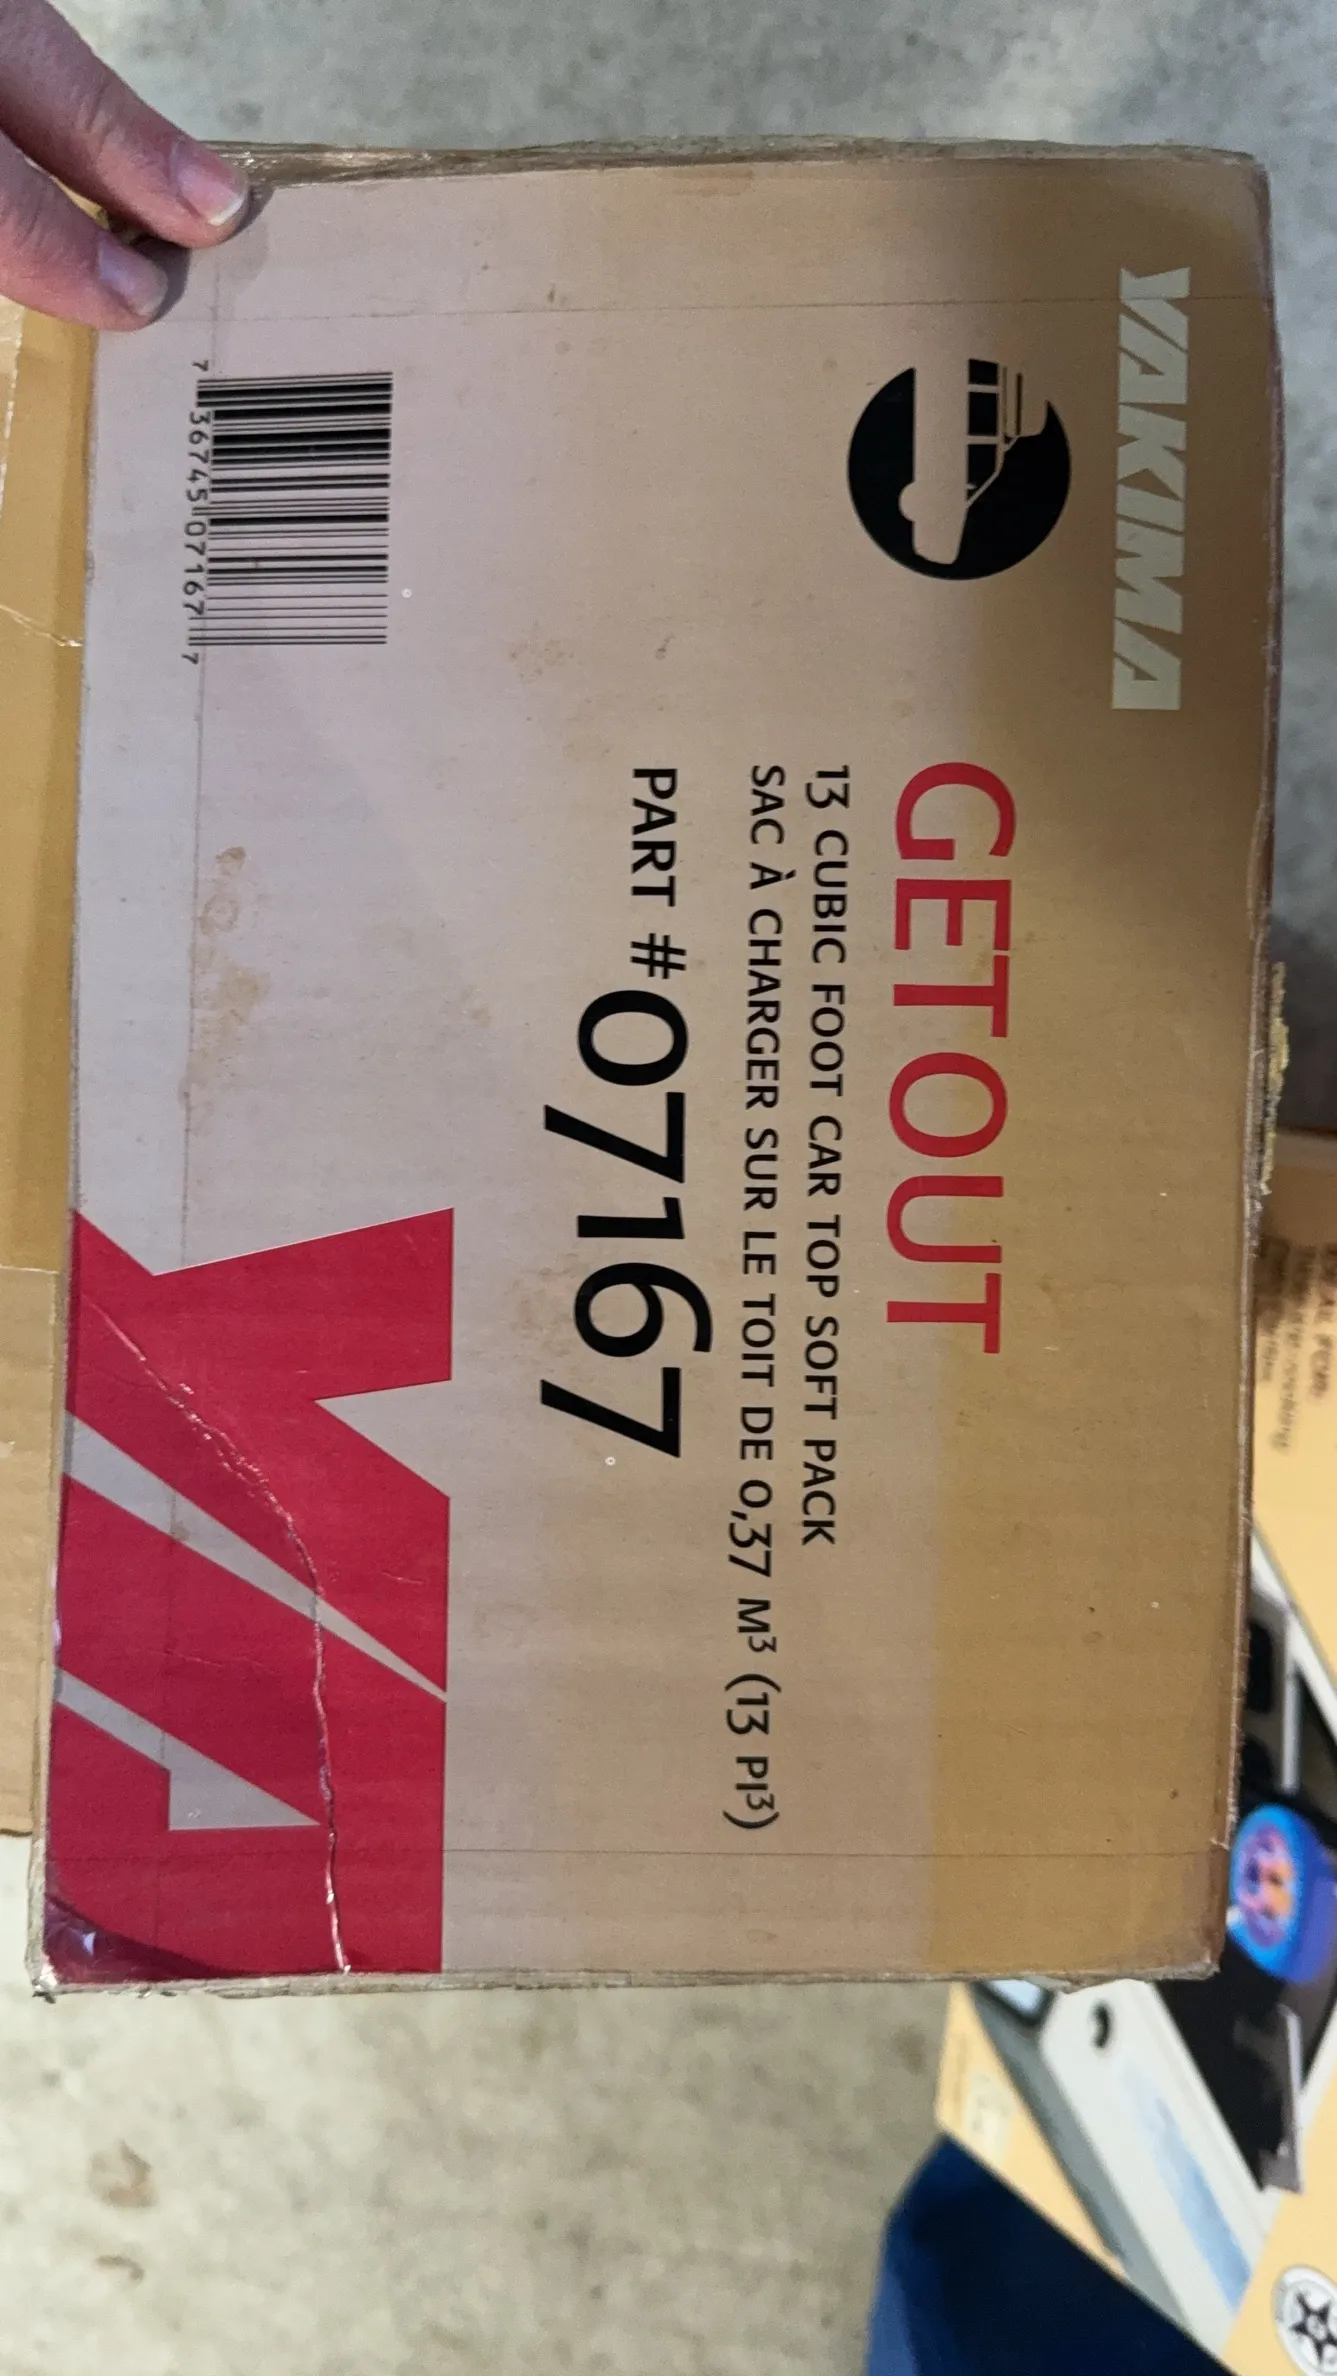 YAKIMA
GETOUT
13 CUBIC FOOT CAR TOP SOFT PACK
SAC À CHARGER SUR LE TOIT DE 0,37 M³ (13 PI³)
PART #07167
7 36745 07167 7